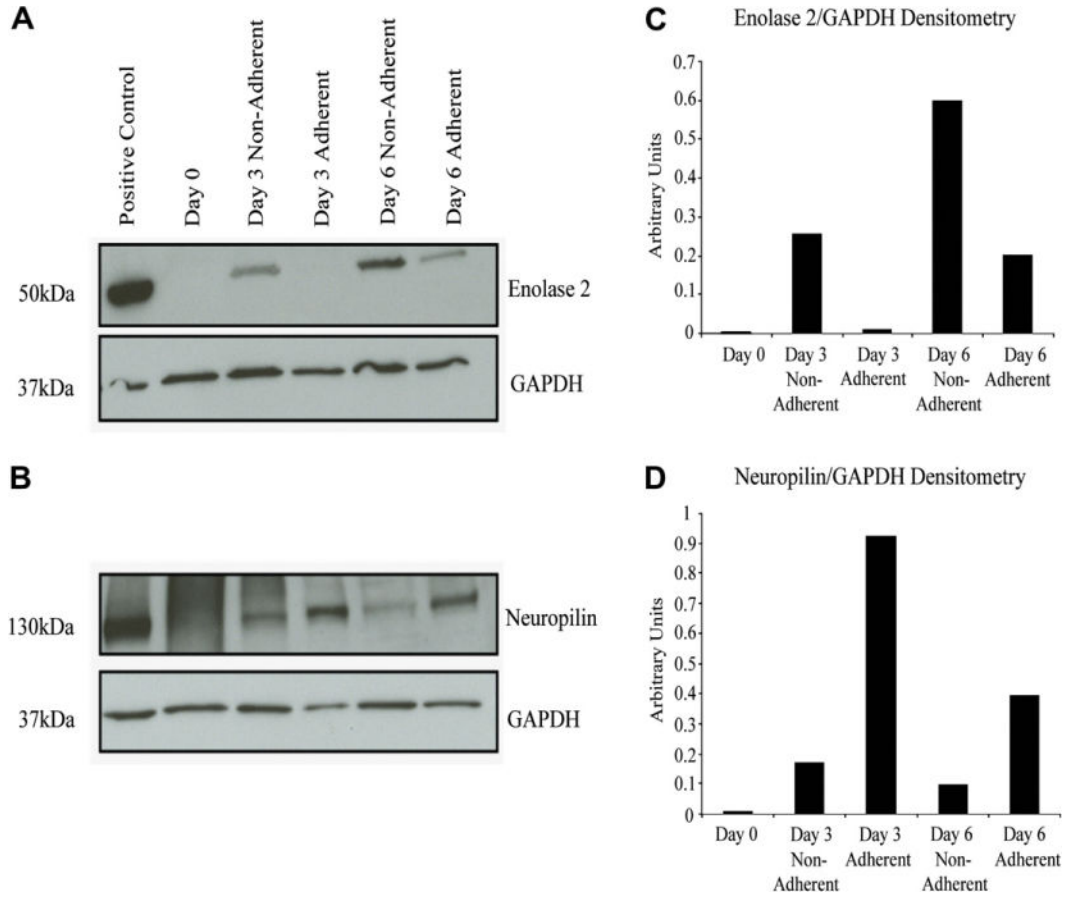 A
Positive Control
Day 0
Day 3 Non-Adherent
Day 3 Adherent
Day 6 Non-Adherent
Day 6 Adherent
50kDa
Enolase 2
37kDa
GAPDH
B
130kDa
Neuropilin
37kDa
GAPDH
C
Enolase 2/GAPDH Densitometry
Arbitrary Units
0.7
0.6
0.5
0.4
0.3
0.2
0.1
0
Day 0
Day 3
Non-
Adherent
Day 3
Adherent
Day 6
Non-
Adherent
Day 6
Adherent
D
Neuropilin/GAPDH Densitometry
Arbitrary Units
1
0.9
0.8
0.7
0.6
0.5
0.4
0.3
0.2
0.1
0
Day 0
Day 3
Non-
Adherent
Day 3
Adherent
Day 6
Non-
Adherent
Day 6
Adherent